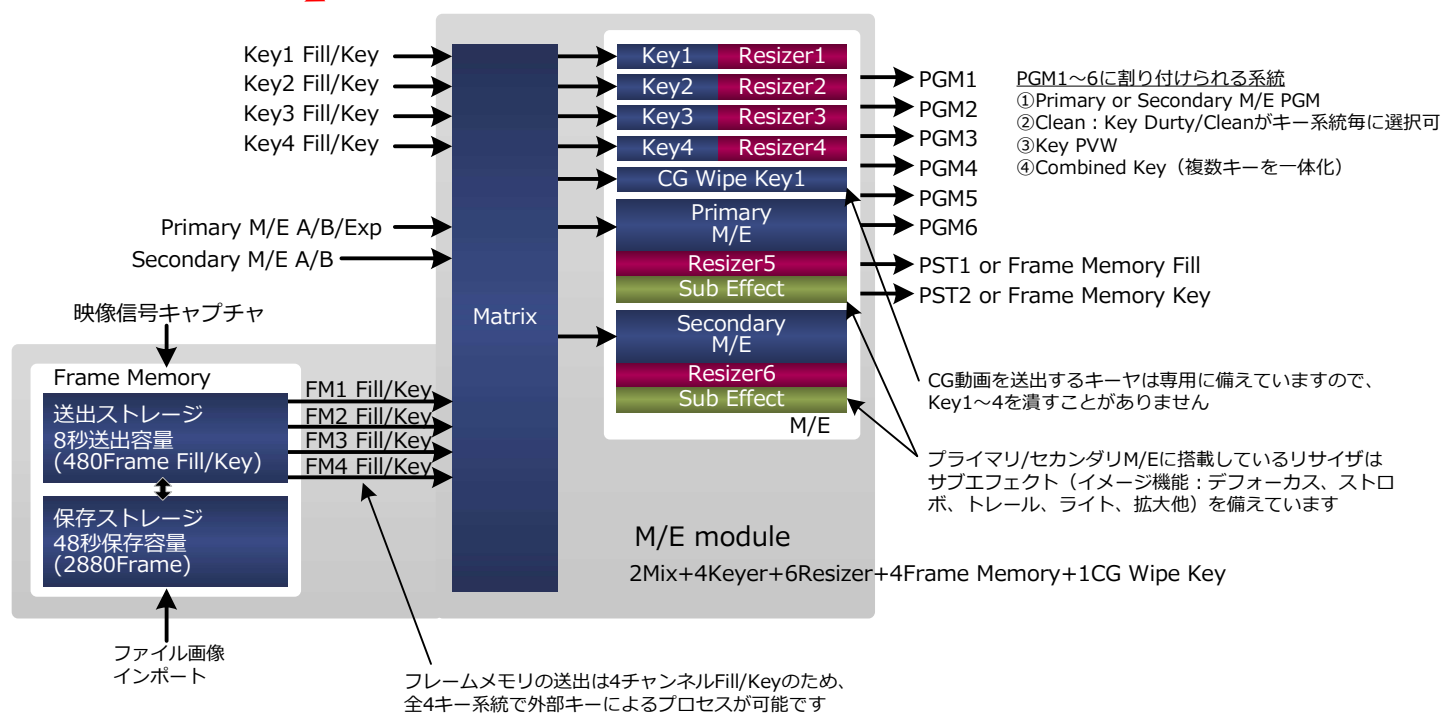 Key1 Fill/Key
Key2 Fill/Key
Key3 Fill/Key
Key4 Fill/Key
Primary M/E A/B/Exp
Secondary M/E A/B
映像信号キャプチャ
Frame Memory
送出ストレージ
8秒送出容量
(480Frame Fill/Key)
保存ストレージ
48秒保存容量
(2880Frame)
ファイル画像
インポート
FM1 Fill/Key
FM2 Fill/Key
FM3 Fill/Key
FM4 Fill/Key
Matrix
Key1 Resizer1
Key2 Resizer2
Key3 Resizer3
Key4 Resizer4
CG Wipe Key1
Primary
M/E
Resizer5
Sub Effect
Secondary
M/E
Resizer6
Sub Effect
M/E
M/E module
2Mix+4Keyer+6Resizer+4Frame Memory+1CG Wipe Key
PGM1
PGM2
PGM3
PGM4
PGM5
PGM6
PST1 or Frame Memory Fill
PST2 or Frame Memory Key
PGM1～6に割り付けられる系統
①Primary or Secondary M/E PGM
②Clean：Key Durty/Cleanがキー系統毎に選択可
③Key PVW
④Combined Key（複数キーを一体化）
CG動画を送出するキーヤは専用に備えていますので、
Key1～4を潰すことがありません
プライマリ/セカンダリM/Eに搭載しているリサイザは
サブエフェクト（イメージ機能：デフォーカス、ストロ
ボ、トレール、ライト、拡大他）を備えています
フレームメモリの送出は4チャンネルFill/Keyのため、
全4キー系統で外部キーによるプロセスが可能です